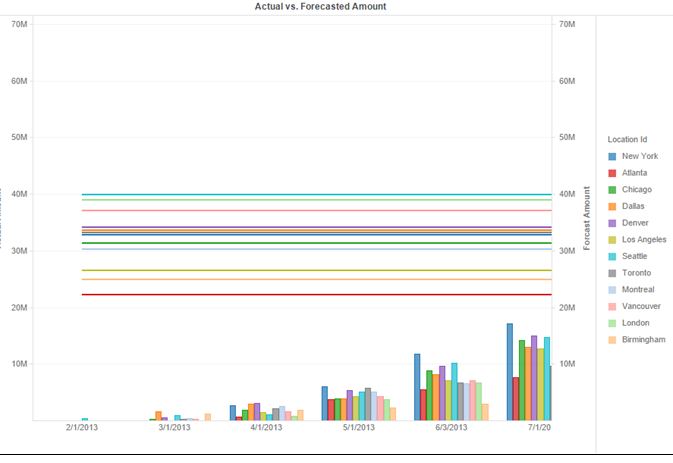 Actual vs. Forecasted Amount
70M
60M
50M
40M
30M
20M
10M
70M
60M
50M
40M
30M
20M
10M
Forcast Amount
2/1/2013
3/1/2013
4/1/2013
5/1/2013
6/3/2013
7/1/20
Location Id
New York
Atlanta
Chicago
Dallas
Denver
Los Angeles
Seattle
Toronto
Montreal
Vancouver
London
Birmingham